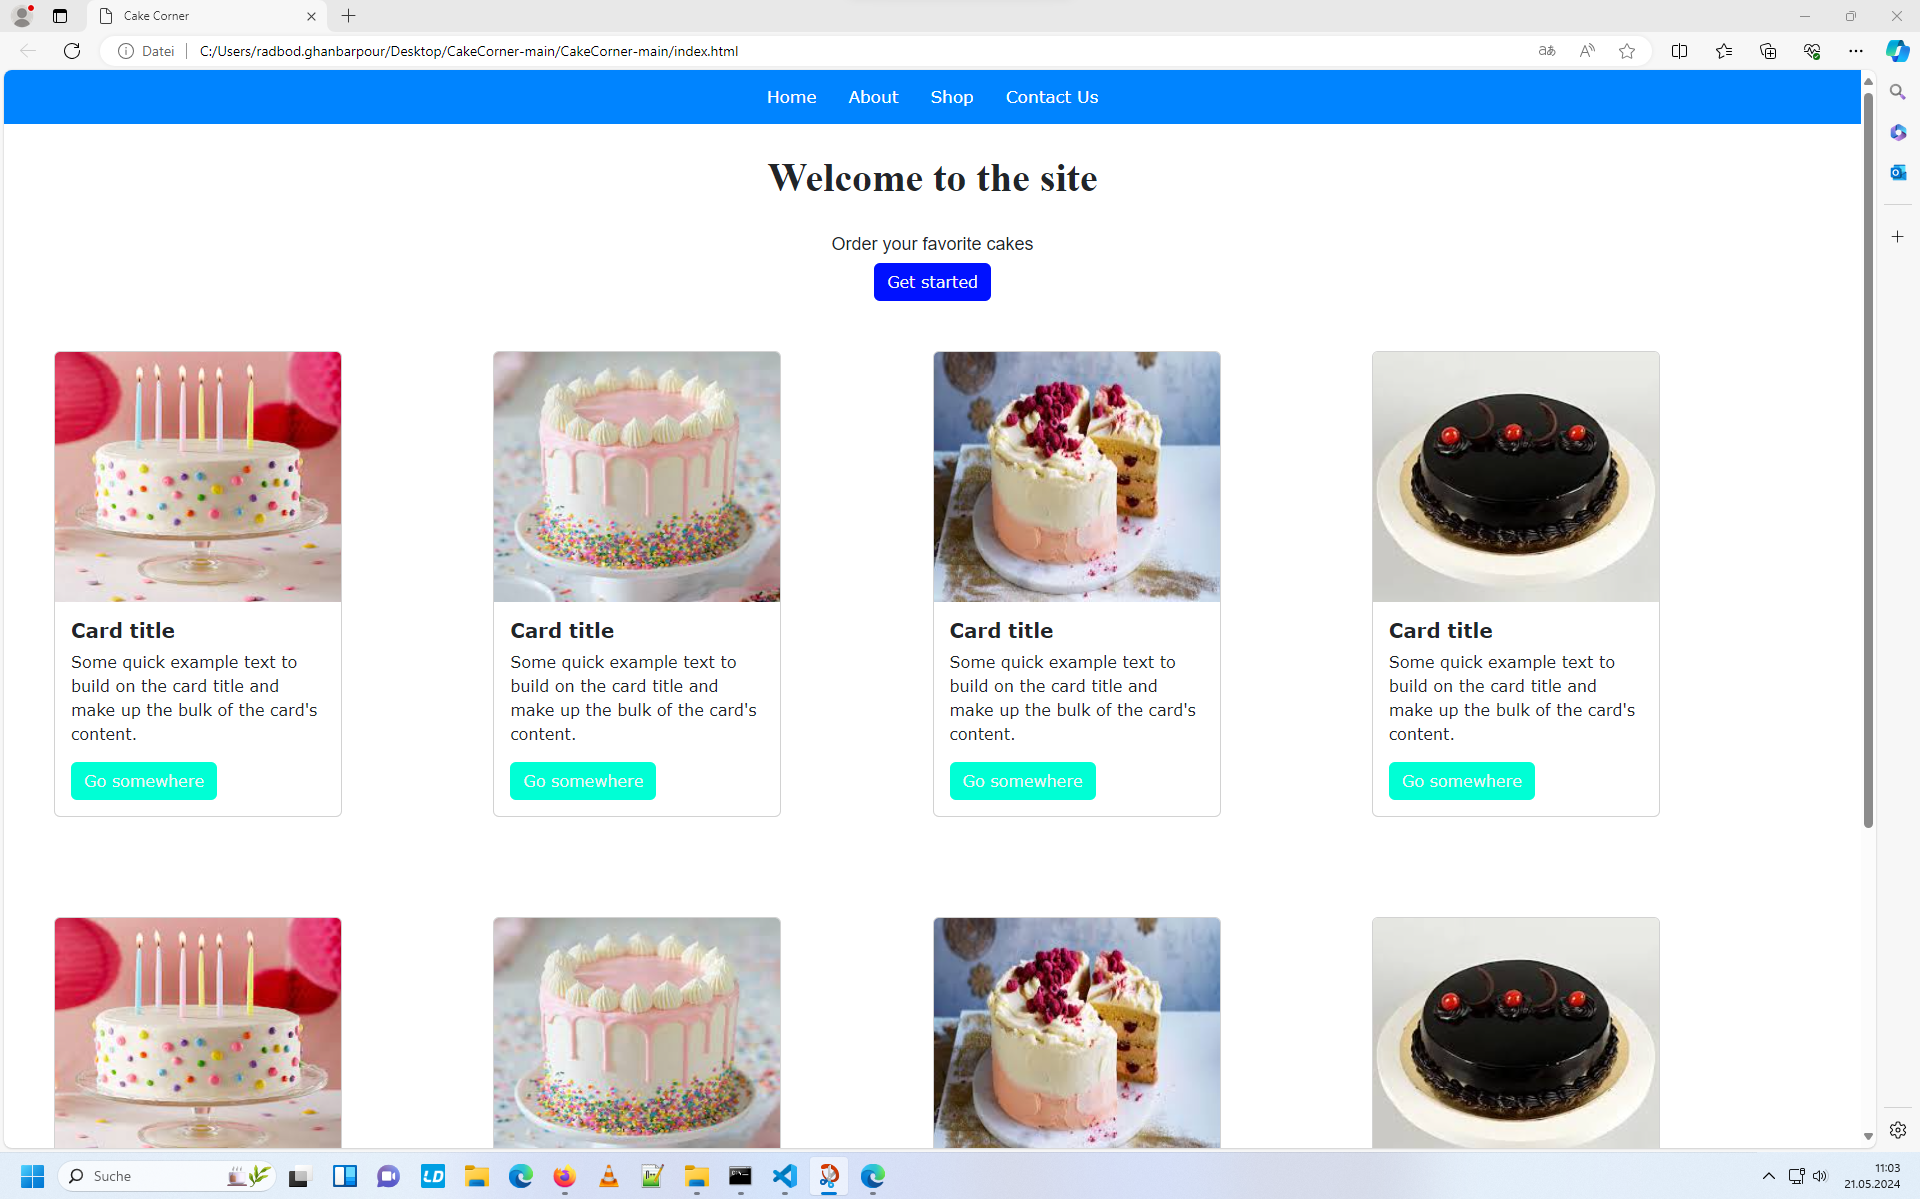 Cake Corner
Datei
C:/Users/radbod.ghanbarpour/Desktop/CakeCorner-main/CakeCorner-main/index.html
Home About Shop Contact Us
Welcome to the site
Order your favorite cakes
Get started
Card title
Some quick example text to
build on the card title and
make up the bulk of the card's
content.
Go somewhere
Card title
Some quick example text to
build on the card title and
make up the bulk of the card's
content.
Go somewhere
Card title
Some quick example text to
build on the card title and
make up the bulk of the card's
content.
Go somewhere
Card title
Some quick example text to
build on the card title and
make up the bulk of the card's
content.
Go somewhere
Suche
LD
11:03
21.05.2024